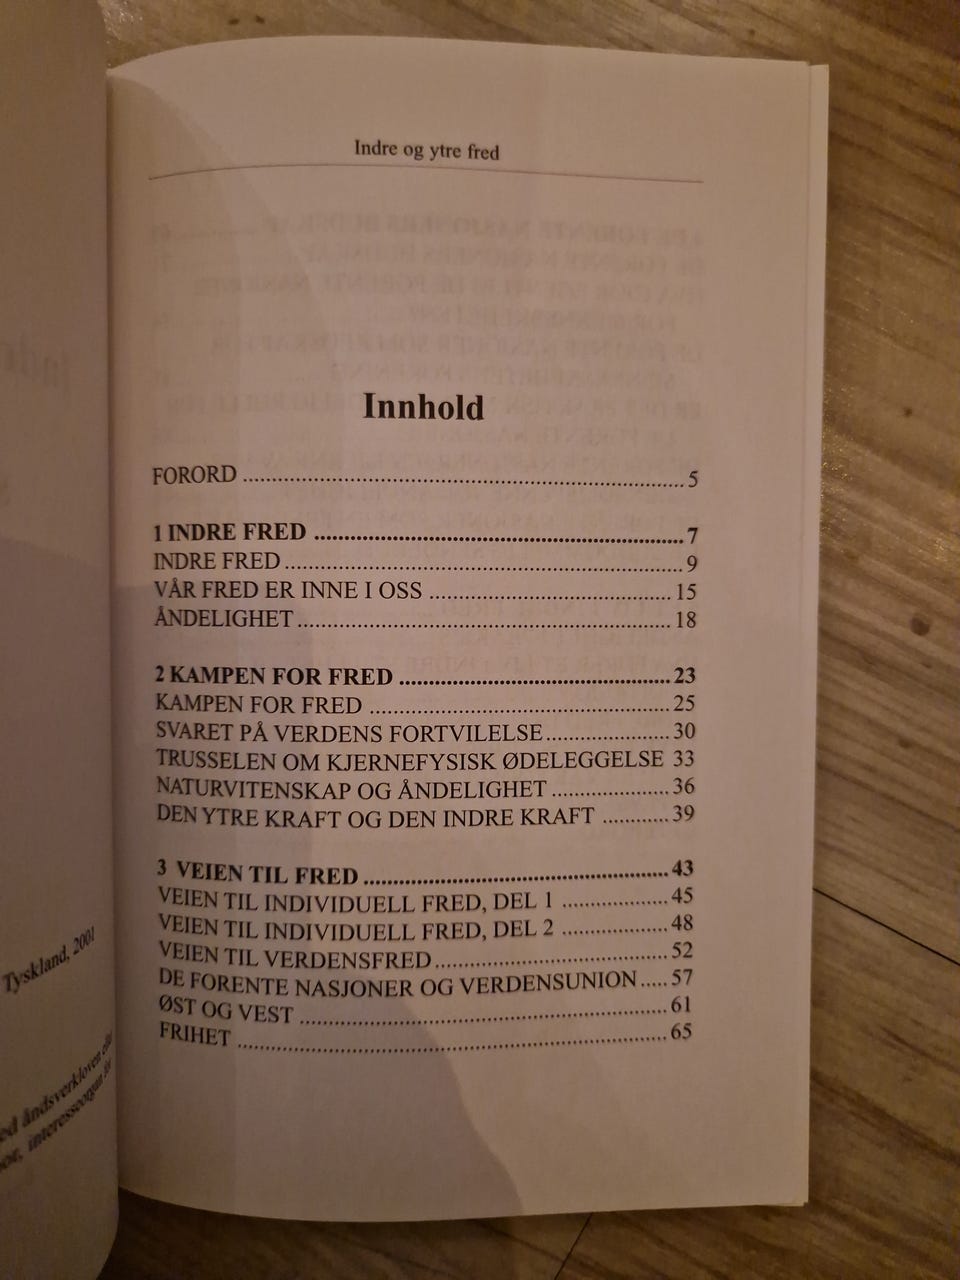 Indre og ytre fred
Innhold
FORORD ........ 5
1 INDRE FRED ........ 7
INDRE FRED ........ 9
VÅR FRED ER INNE I OSS ........ 15
ÅNDELIGHET ........ 18
2 KAMPEN FOR FRED ........ 23
KAMPEN FOR FRED ........ 25
SVARET PÅ VERDENS FORTVILELSE ........ 30
TRUSSELEN OM KJERNEFYSISK ØDELEGGELSE 33
NATURVITENSKAP OG ÅNDELIGHET ........ 36
DEN YTRE KRAFT OG DEN INDRE KRAFT ........ 39
3 VEIEN TIL FRED ........ 43
VEIEN TIL INDIVIDUELL FRED, DEL 1 ........ 45
VEIEN TIL INDIVIDUELL FRED, DEL 2 ........ 48
VEIEN TIL VERDENSFRED ........ 52
DE FORENTE NASJONER OG VERDENSUNION ..... 57
ØST OG VEST ........ 61
FRIHET ........ 65
Tyskland, 2001
åndsverkloven
interesseorgan for